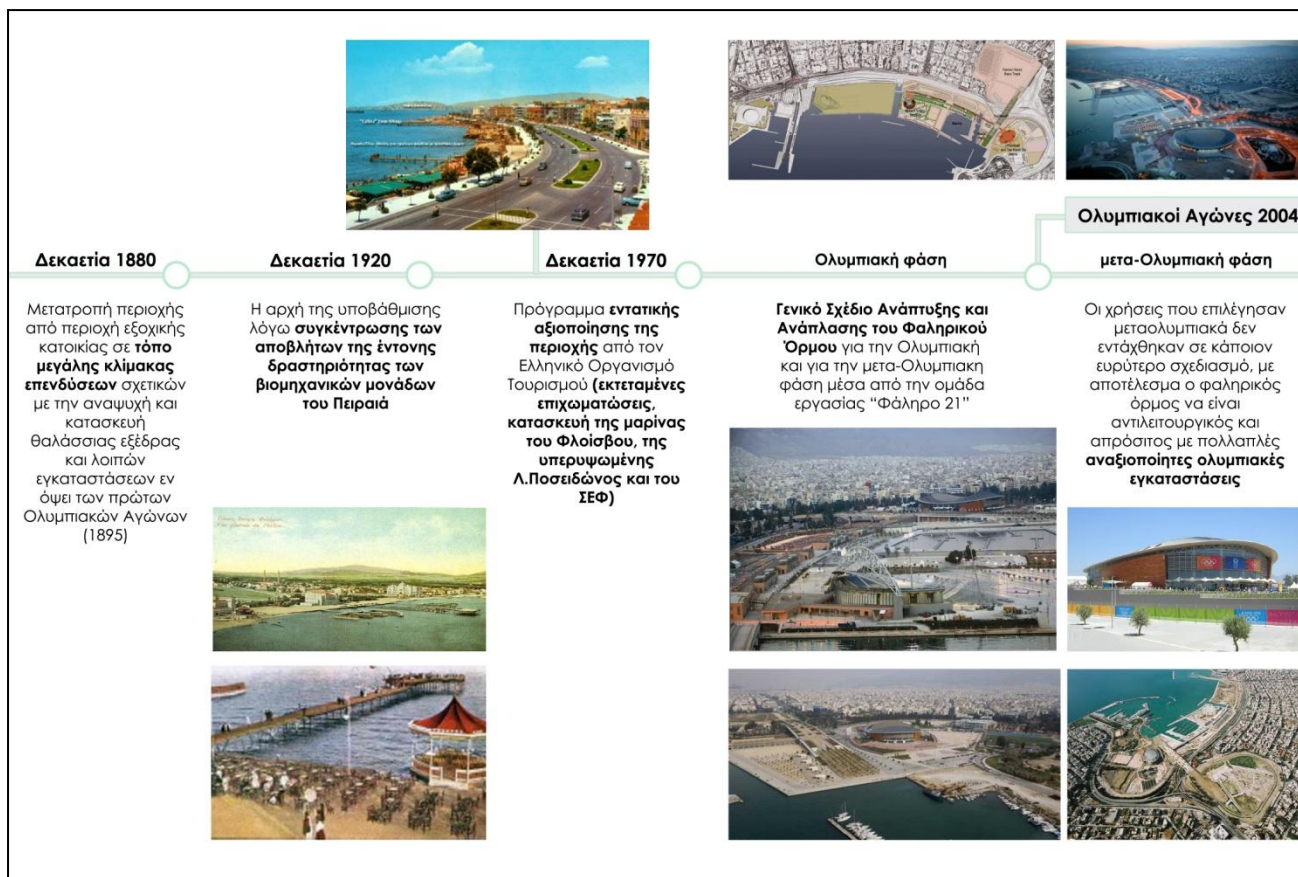 Ολυμπιακοί Αγώνες 2004
Δεκαετία 1880
Μετατροπή περιοχής
από περιοχή εξοχικής
κατοικίας σε τόπο
μεγάλης κλίμακας
επενδύσεων σχετικών
με την αναψυχή και
κατασκευή
θαλάσσιας εξέδρας
και λοιπών
εγκαταστάσεων εν
όψει των πρώτων
Ολυμπιακών Αγώνων
(1895)
Δεκαετία 1920
Η αρχή της υποβάθμισης
λόγω συγκέντρωσης των
αποβλήτων της έντονης
δραστηριότητας των
βιομηχανικών μονάδων
του Πειραιά
Δεκαετία 1970
Πρόγραμμα εντατικής
αξιοποίησης της
περιοχής από τον
Ελληνικό Οργανισμό
Τουρισμού (εκτεταμένες
επιχωματώσεις,
κατασκευή της μαρίνας
του Φλοίσβου, της
υπερυψωμένης
Λ.Ποσειδώνος και του
ΣΕΦ)
Ολυμπιακή φάση
Γενικό Σχέδιο Ανάπτυξης και
Ανάπλασης του Φαληρικού
Όρμου για την Ολυμπιακή
και για την μετα-Ολυμπιακη
φάση μέσα από την ομάδα
εργασίας “Φάληρο 21”
μετα-Ολυμπιακή φάση
Οι χρήσεις που επιλέγησαν
μεταολυμπιακά δεν
εντάχθηκαν σε κάποιον
ευρύτερο σχεδιασμό, με
αποτέλεσμα ο φαληρικός
όρμος να είναι
αντιλειτουργικός και
απρόσιτος με πολλαπλές
αναξιοποίητες ολυμπιακές
εγκαταστάσεις